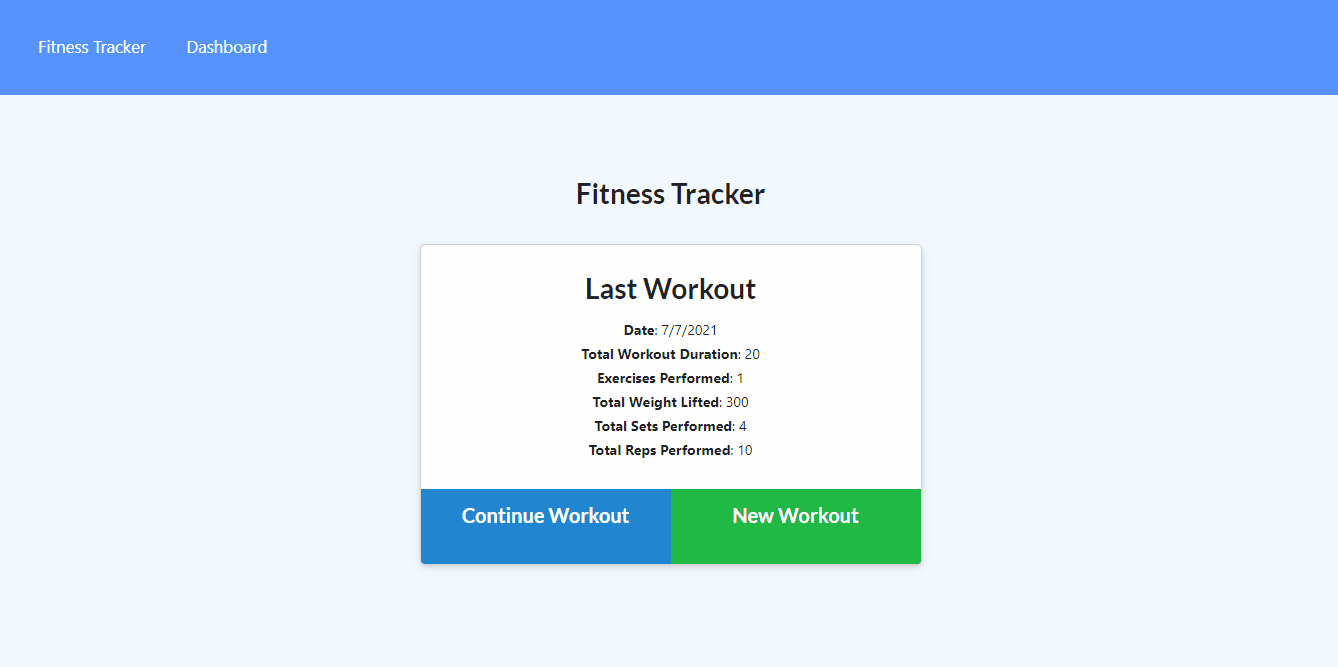 Fitness Tracker Dashboard
Fitness Tracker
Last Workout
Date: 7/7/2021
Total Workout Duration: 20
Exercises Performed: 1
Total Weight Lifted: 300
Total Sets Performed: 4
Total Reps Performed: 10
Continue Workout New Workout